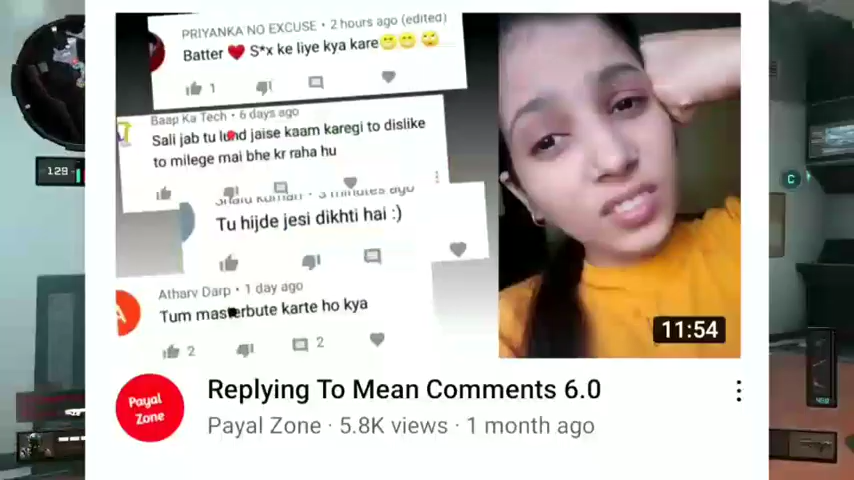 PRIYANKA NO EXCUSE • 2 hours ago (edited)
Batter ❤️ S*x ke liye kya kare😁😁🙄
1
Baap Ka Tech • 6 days ago
Sali jab tu lund jaise kaam karegi to dislike
to milege mai bhe kr raha hu
Tu hijde jesi dikhti hai :)
Atharv Darp • 1 day ago
Tum masterbute karte ho kya
2
2
11:54
Payal
Zone
Replying To Mean Comments 6.0
Payal Zone · 5.8K views · 1 month ago
129
C